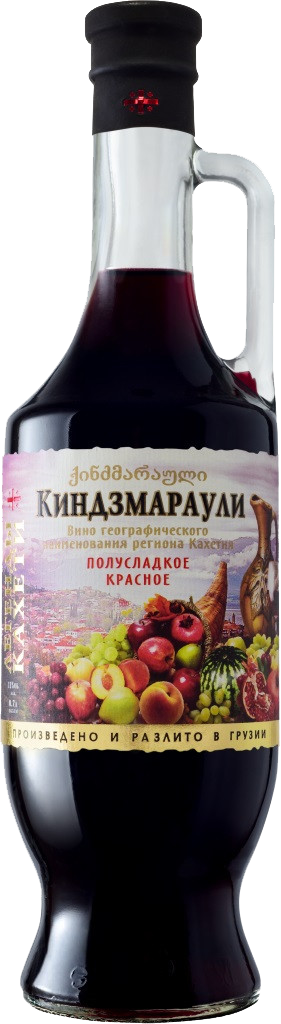 ქინძმარაული
КИНДЗМАРАУЛИ
Вино географического
наименования региона Кахетия
ПОЛУСЛАДКОЕ
КРАСНОЕ
КАХЕТИ
ПРОИЗВЕДЕНО И РАЗЛИТО В ГРУЗИИ